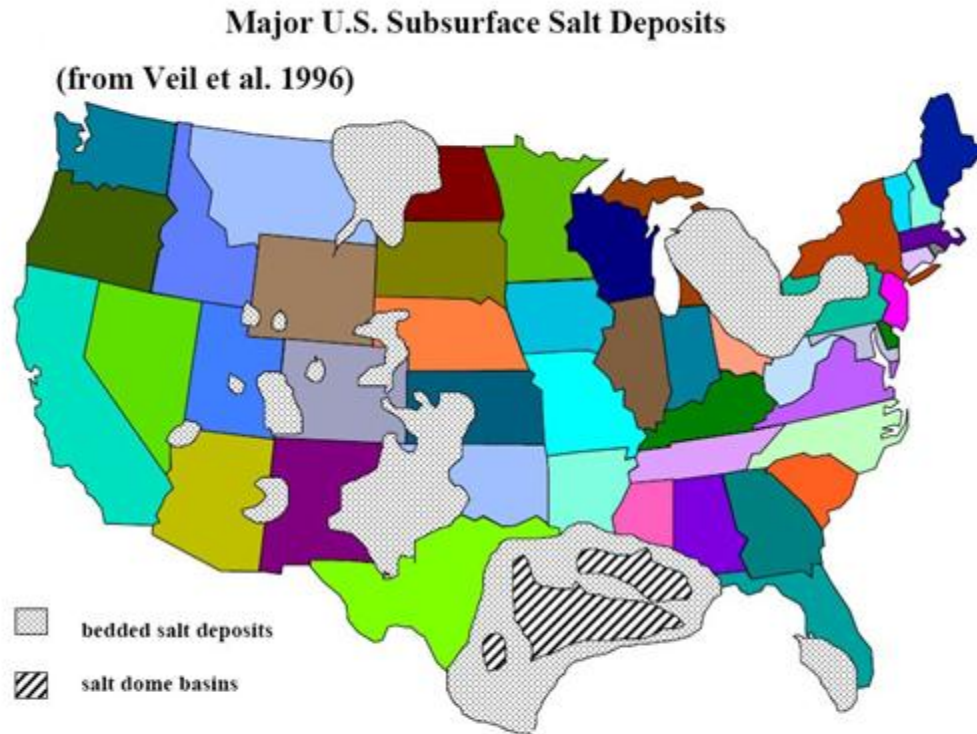 Major U.S. Subsurface Salt Deposits
(from Veil et al. 1996)
bedded salt deposits
salt dome basins